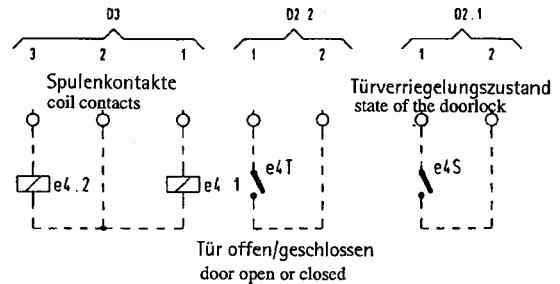 D3 D2 2 D2.1
3 2 1 1 2 1 2
Spulenkontakte Türverriegelungszustand
coil contacts state of the doorlock
e4T e4S
e4.2 e4 1
Tür offen/geschlossen
door open or closed